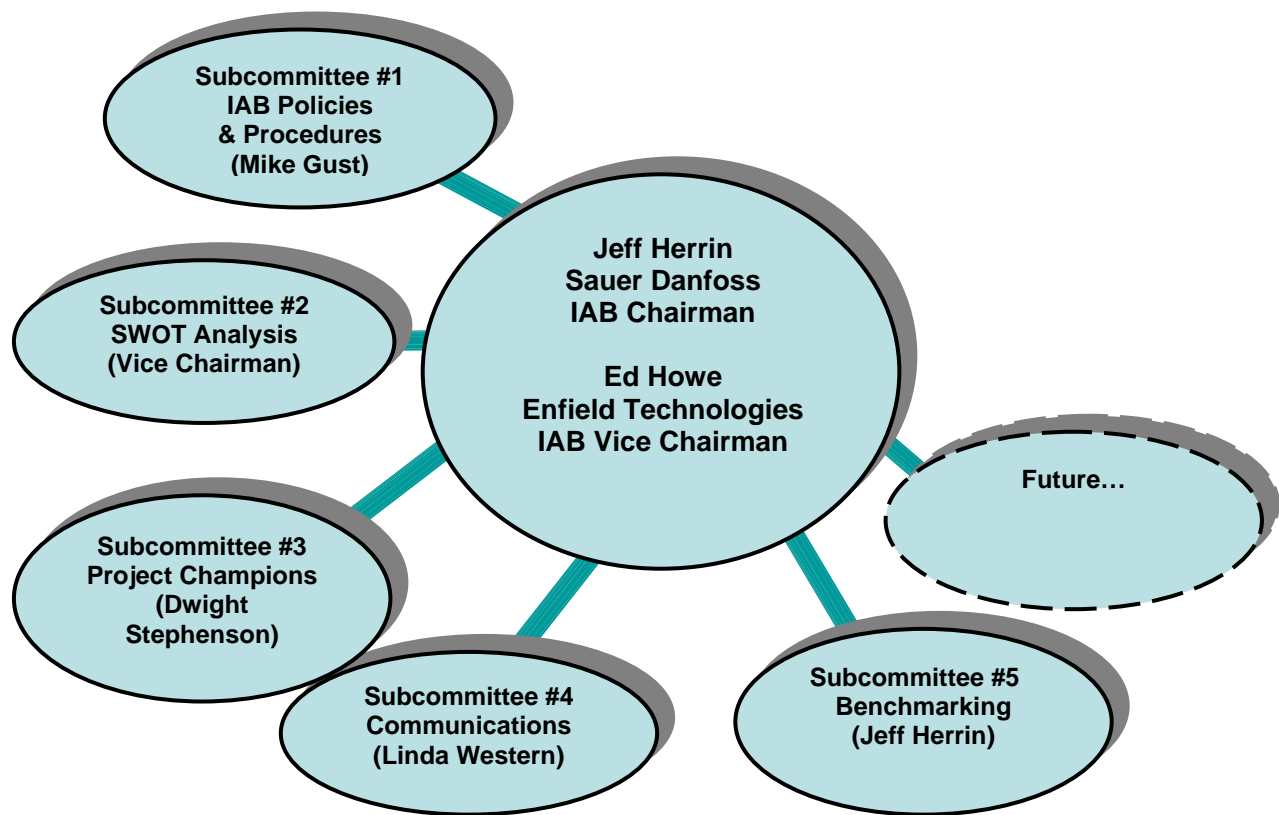 Subcommittee #1
IAB Policies
& Procedures
(Mike Gust)
Jeff Herrin
Sauer Danfoss
IAB Chairman
Ed Howe
Enfield Technologies
IAB Vice Chairman
Subcommittee #2
SWOT Analysis
(Vice Chairman)
Future…
Subcommittee #3
Project Champions
(Dwight
Stephenson)
Subcommittee #4
Communications
(Linda Western)
Subcommittee #5
Benchmarking
(Jeff Herrin)